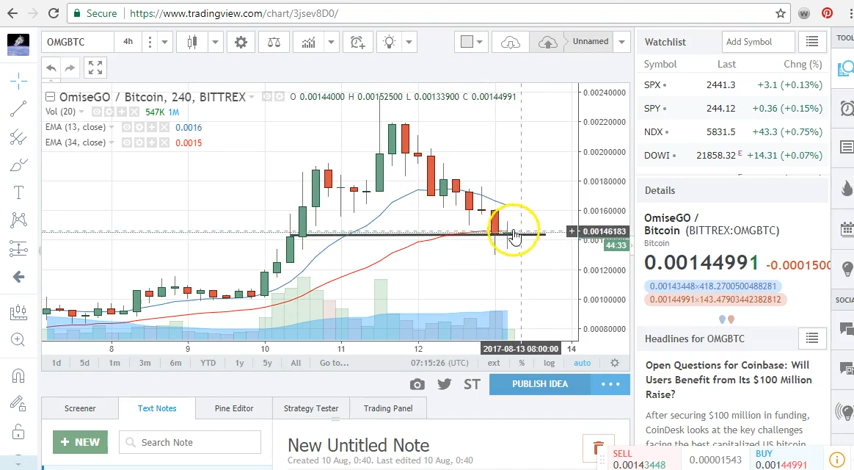 Secure
https://www.tradingview.com/chart/3jsev8D0/
OMGBTC
4h
Unnamed
Watchlist
Add Symbol
TOOL
Symbol
Last
Chng (%)
SPX
2441.3
+3.1 (+0.13%)
SPY
244.12
+0.36 (+0.15%)
NDX
5831.5
+43.3 (+0.75%)
DOWI
21858.32 E
+14.31 (+0.07%)
OmiseGO / Bitcoin, 240, BITTREX
O 0.00144000 H 0.00152500 L 0.00133900 C 0.00144991
Vol (20)
547K
1M
EMA (13, close)
0.0016
EMA (34, close)
0.0015
0.00240000
0.00220000
0.00200000
0.00180000
0.00160000
0.00146183
44:33
0.00120000
0.00100000
0.00080000
8
9
10
11
12
2017-08-13 08:00:00
14
Details
OmiseGO /
Bitcoin (BITTREX:OMGBTC)
Bitcoin
0.00144991
-0.0001500
0.00143448×418.2700500488281
0.00144991×143.47903442382812
SOCIA
Headlines for OMGBTC
Open Questions for Coinbase: Will
Users Benefit from Its $100 Million
Raise?
After securing $100 million in funding,
CoinDesk looks at the key challenges
facing the best capitalized US bitcoin
1d
5d
1m
3m
6m
YTD
1y
5y
All
Go to...
07:15:26 (UTC)
ext
%
log
auto
ST
PUBLISH IDEA
Screener
Text Notes
Pine Editor
Strategy Tester
Trading Panel
NEW
Search Note
New Untitled Note
Created 10 Aug, 0:40. Last edited 10 Aug, 0:40
SELL
0.00143448
0.00001543
BUY
0.00144991